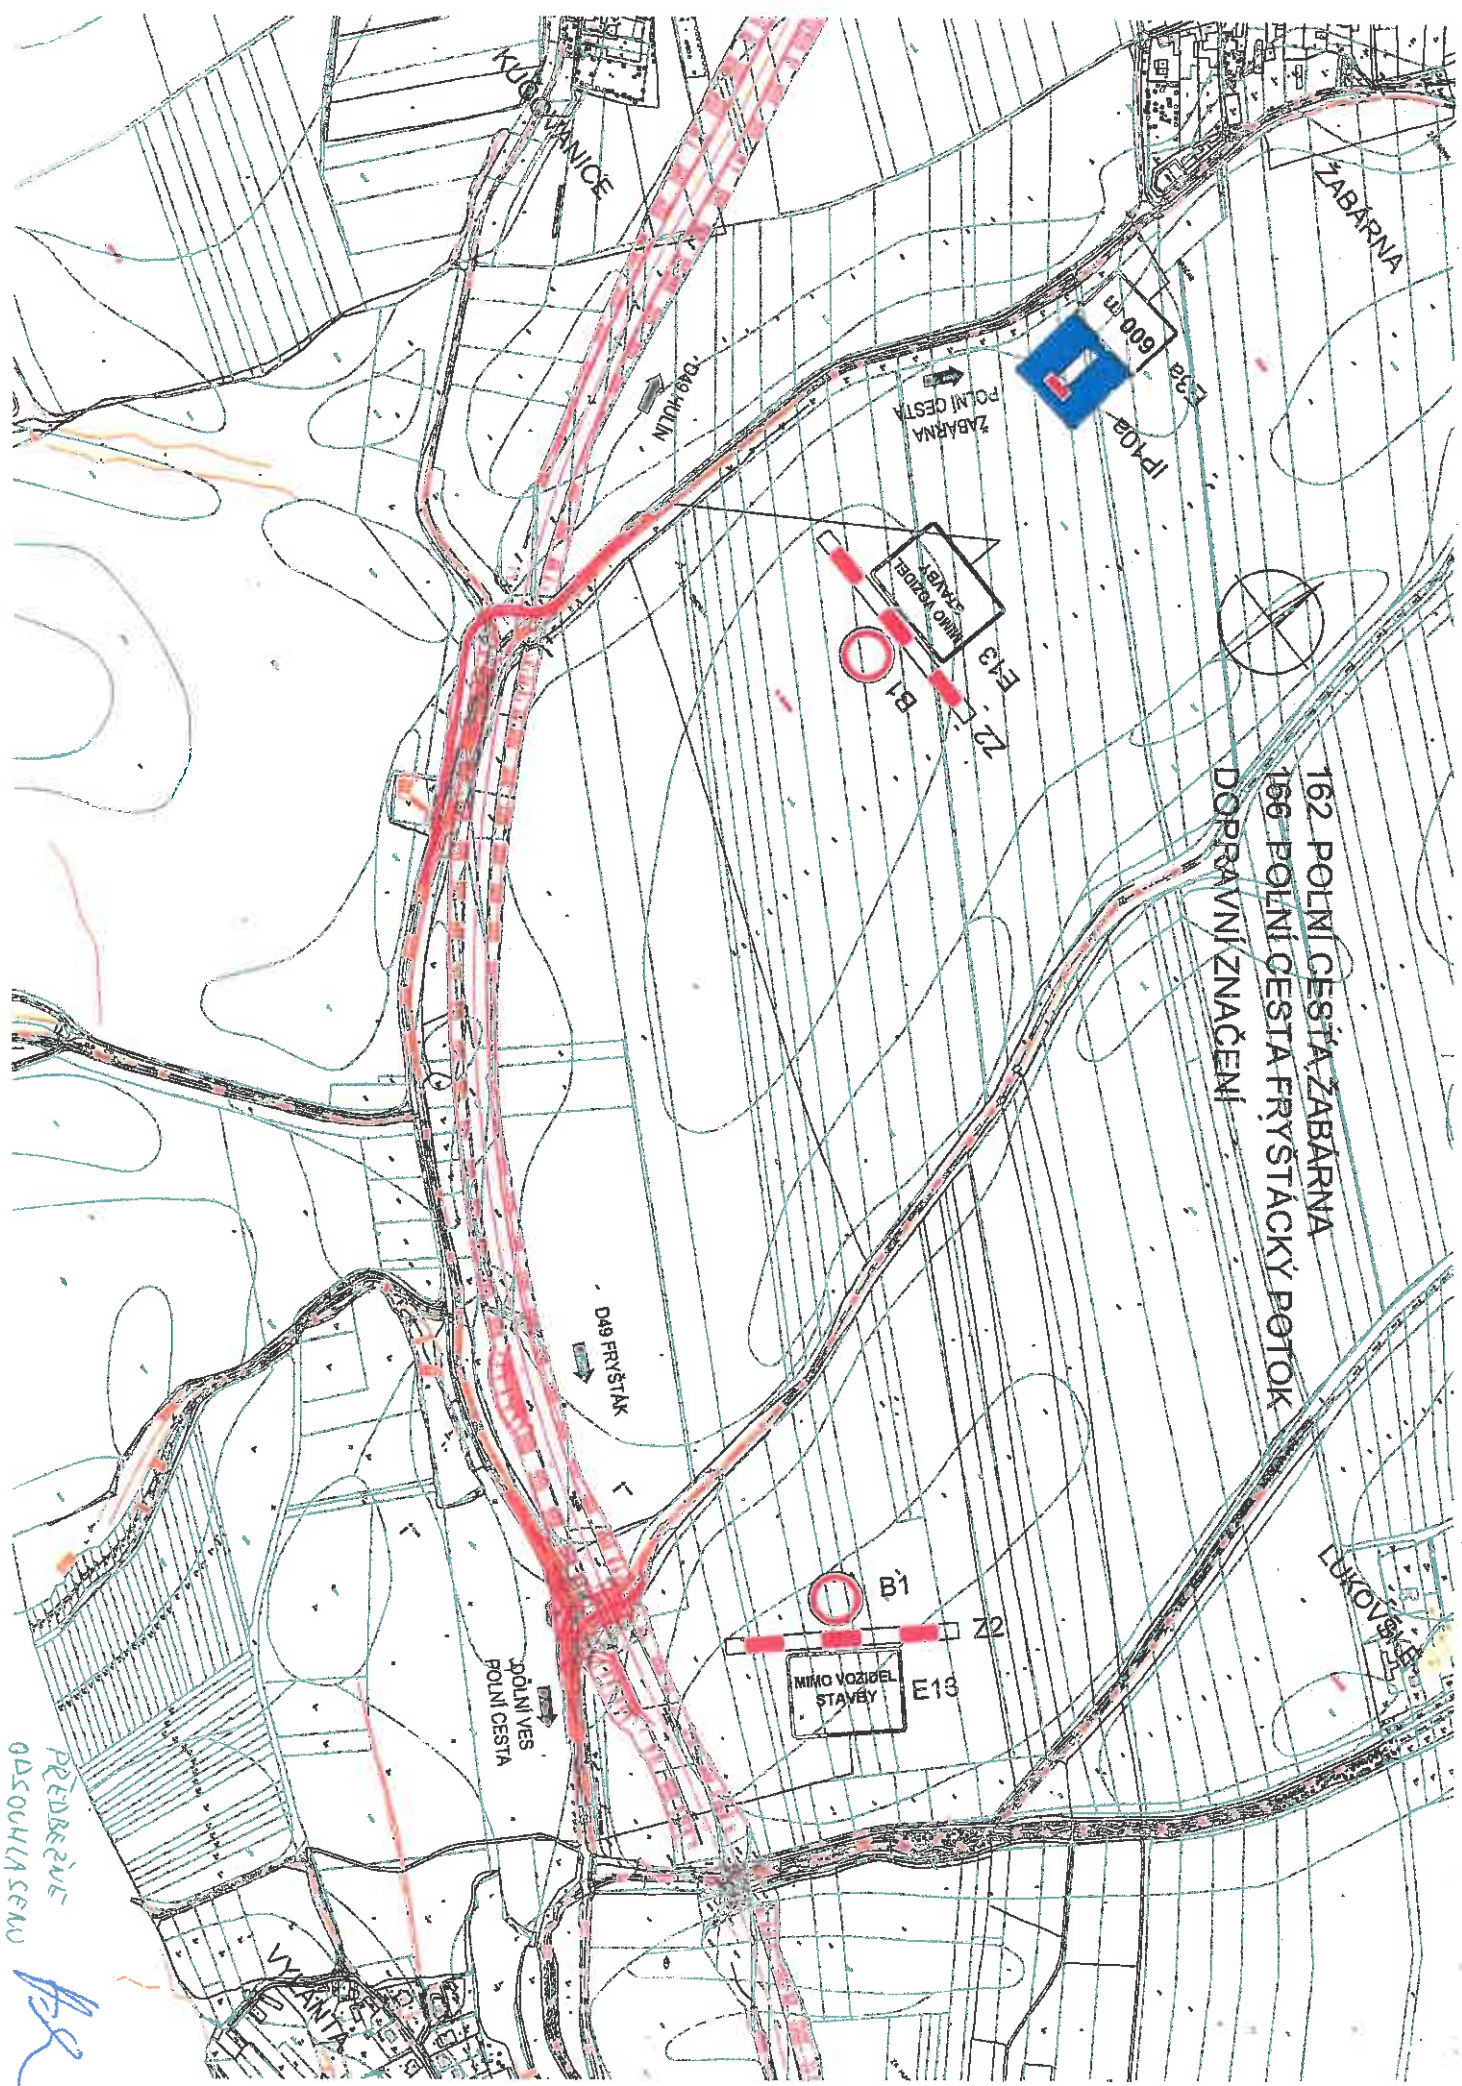 162 POLNÍ CESTA ŽABÁRNA
166 POLNÍ CESTA FRYŠTÁCKÝ POTOK
DOPRAVNÍ ZNAČENÍ
ŽABÁRNA
600 m
E3a
IP10a
ŽABÁRNA
POLNÍ CESTA
D49 HULÍN
MIMO VOZIDEL
STAVBY
E13
B1
Z2
D49 FRYŠTÁK
B1
Z2
MIMO VOZIDEL
STAVBY
E13
DOLNÍ VES
POLNÍ CESTA
VYLANTA
PŘEDBĚŽNĚ
ODSOUHLASENO